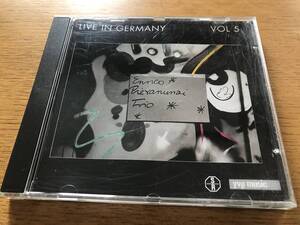 LIVE IN GERMANY VOL 5
Enrico
Pieranunzi
Trio
yvp music